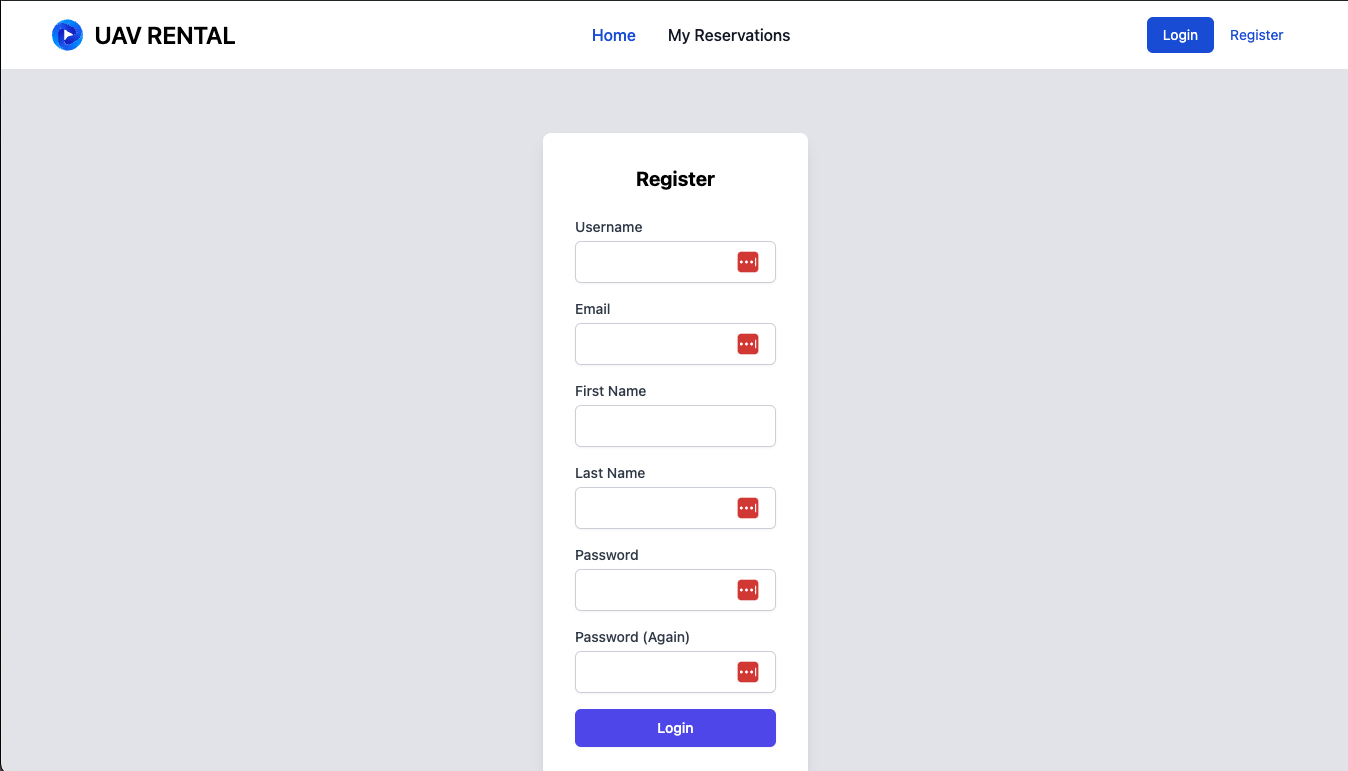 UAV RENTAL
Home
My Reservations
Login
Register
Register
Username
Email
First Name
Last Name
Password
Password (Again)
Login